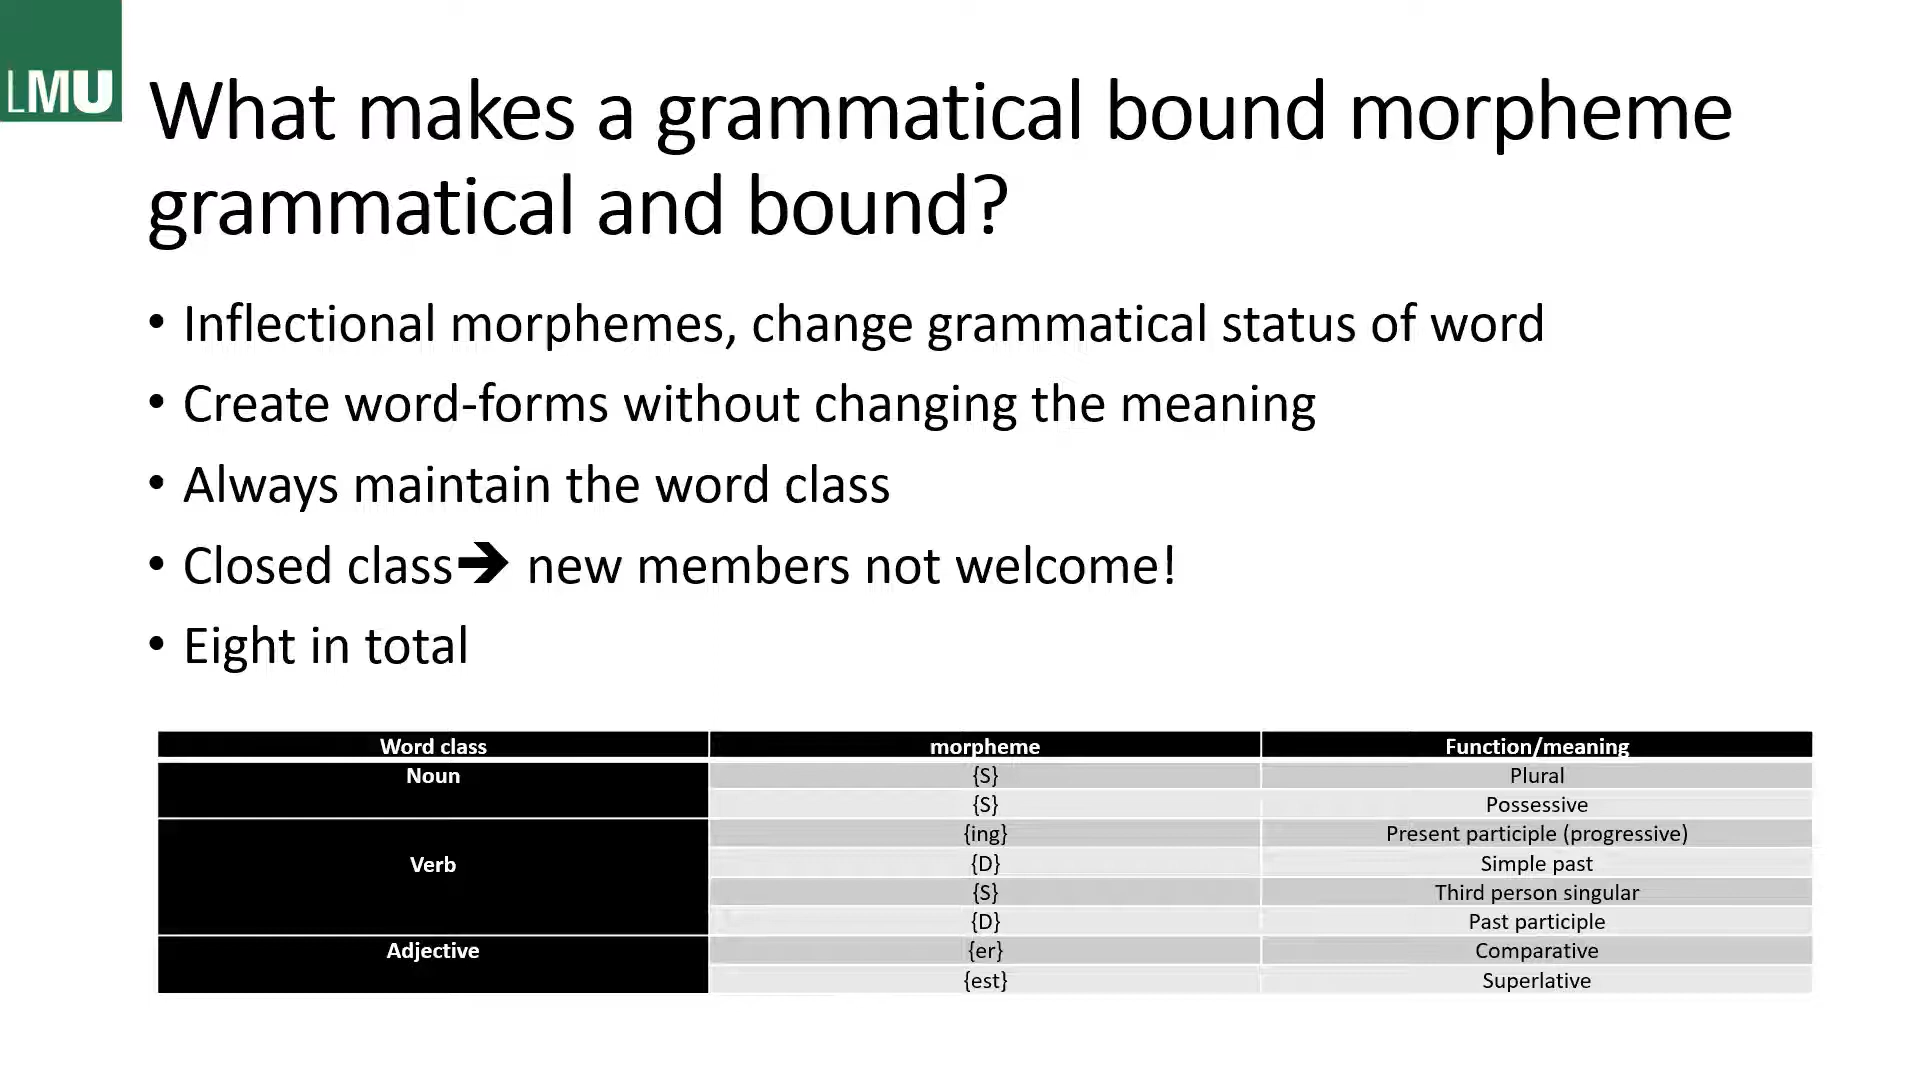 LMU
What makes a grammatical bound morpheme
grammatical and bound?
• Inflectional morphemes, change grammatical status of word
• Create word-forms without changing the meaning
• Always maintain the word class
• Closed class🡺 new members not welcome!
• Eight in total
Word class morpheme Function/meaning
Noun {S} Plural
{S} Possessive
{ing} Present participle (progressive)
Verb {D} Simple past
{S} Third person singular
{D} Past participle
Adjective {er} Comparative
{est} Superlative